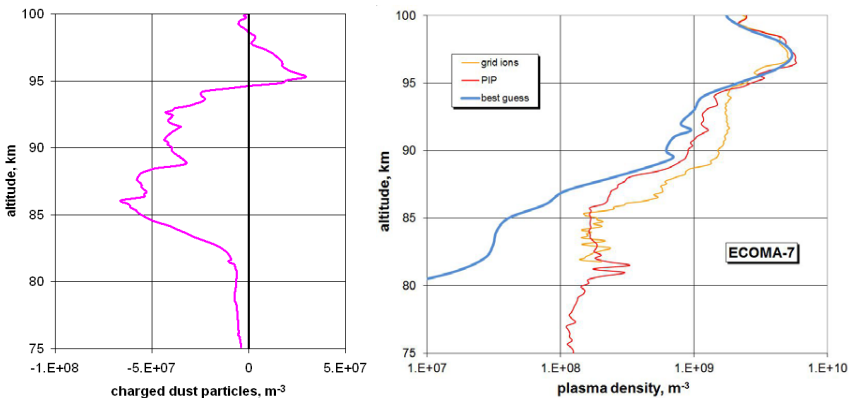 100
95
90
85
80
75
altitude, km
-1.E+08
-5.E+07
0
5.E+07
charged dust particles, m-3
100
95
90
85
80
75
altitude, km
grid ions
PIP
best guess
ECOMA-7
1.E+07
1.E+08
1.E+09
1.E+10
plasma density, m-3